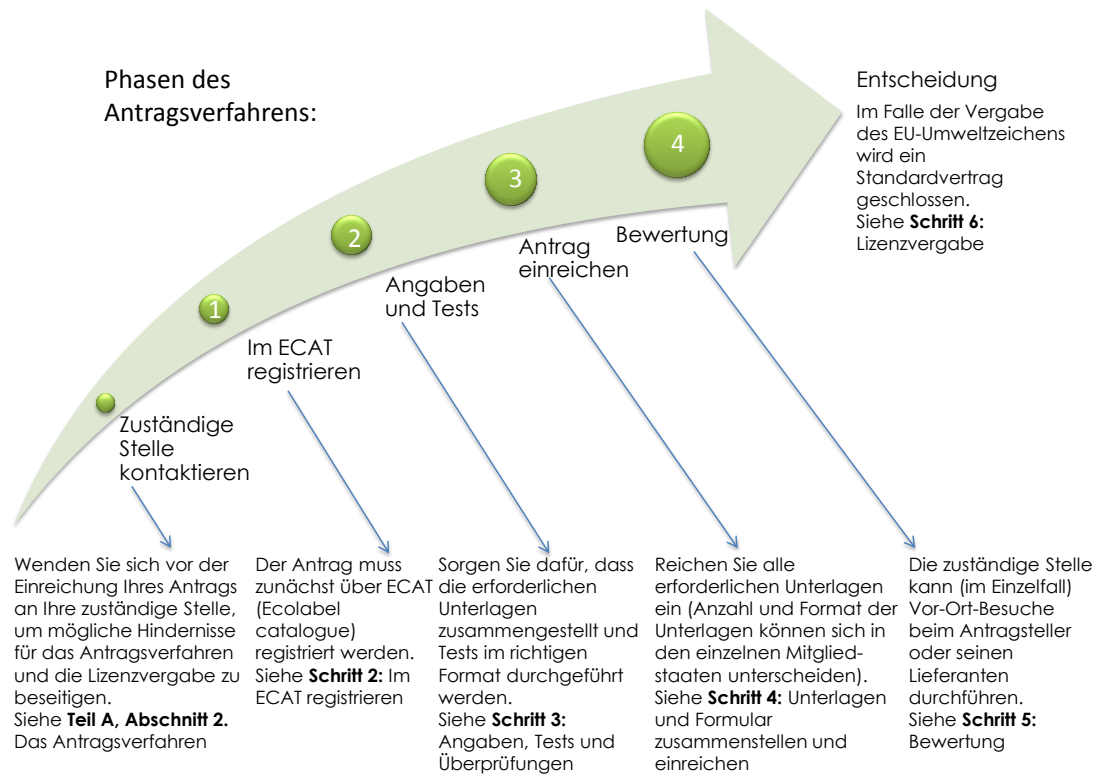 Phasen des
Antragsverfahrens:
1
2
3
4
Zuständige
Stelle
kontaktieren
Im ECAT
registrieren
Angaben
und Tests
Antrag
einreichen
Bewertung
Entscheidung
Im Falle der Vergabe
des EU-Umweltzeichens
wird ein
Standardvertrag
geschlossen.
Siehe Schritt 6:
Lizenzvergabe
Wenden Sie sich vor der
Einreichung Ihres Antrags
an Ihre zuständige Stelle,
um mögliche Hindernisse
für das Antragsverfahren
und die Lizenzvergabe zu
beseitigen.
Siehe Teil A, Abschnitt 2.
Das Antragsverfahren
Der Antrag muss
zunächst über ECAT
(Ecolabel
catalogue)
registriert werden.
Siehe Schritt 2: Im
ECAT registrieren
Sorgen Sie dafür, dass
die erforderlichen
Unterlagen
zusammengestellt und
Tests im richtigen
Format durchgeführt
werden.
Siehe Schritt 3:
Angaben, Tests und
Überprüfungen
Reichen Sie alle
erforderlichen Unterlagen
ein (Anzahl und Format der
Unterlagen können sich in
den einzelnen Mitglied-
staaten unterscheiden).
Siehe Schritt 4: Unterlagen
und Formular
zusammenstellen und
einreichen
Die zuständige Stelle
kann (im Einzelfall)
Vor-Ort-Besuche
beim Antragsteller
oder seinen
Lieferanten
durchführen.
Siehe Schritt 5:
Bewertung